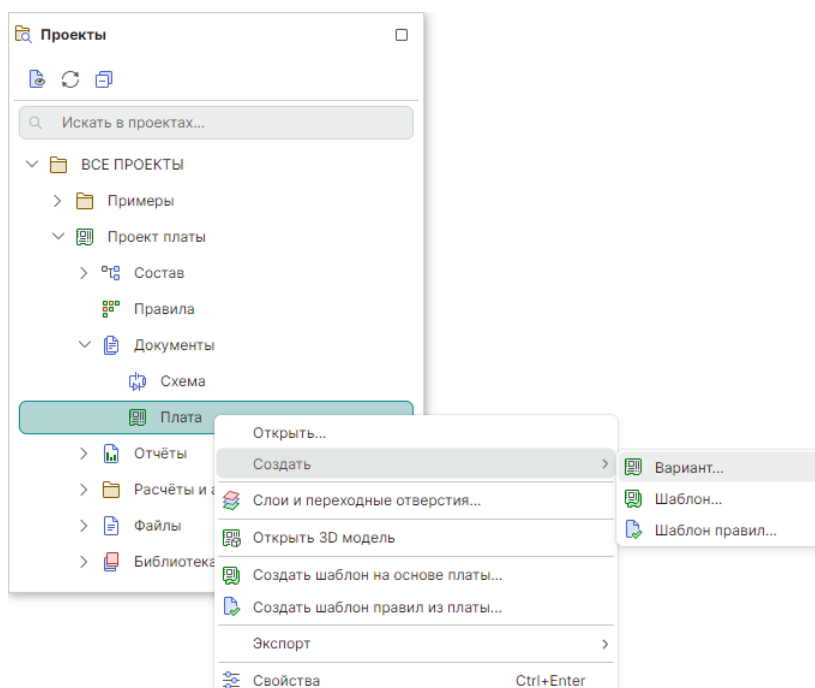 Проекты
Искать в проектах...
ВСЕ ПРОЕКТЫ
Примеры
Проект платы
Состав
Правила
Документы
Схема
Плата
Отчёты
Расчёты и
Файлы
Библиотека
Открыть...
Создать
Слои и переходные отверстия...
Открыть 3D модель
Создать шаблон на основе платы...
Создать шаблон правил из платы...
Экспорт
Свойства Ctrl+Enter
Вариант...
Шаблон...
Шаблон правил...